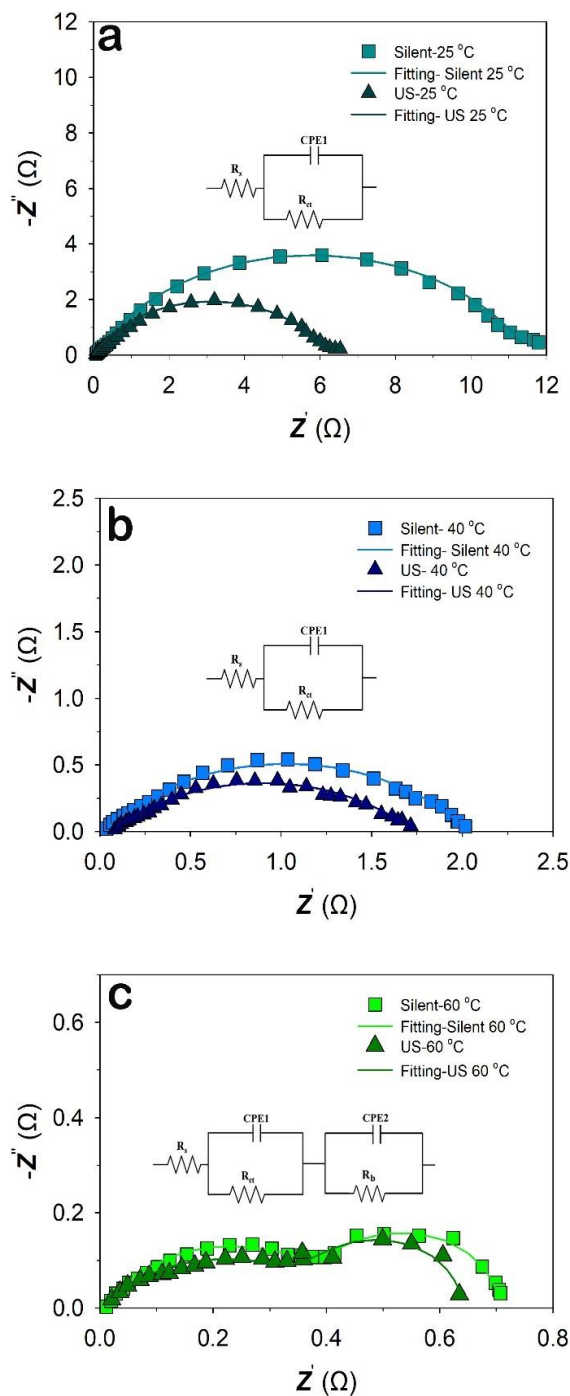 a
12
10
8
6
4
2
0
-Z'' (Ω)
Silent-25 °C
Fitting- Silent 25 °C
US-25 °C
Fitting- US 25 °C
CPE1
Rs
Rct
0 2 4 6 8 10 12
Z' (Ω)
b
2.5
2.0
1.5
1.0
0.5
0.0
-Z'' (Ω)
Silent- 40 °C
Fitting- Silent 40 °C
US- 40 °C
Fitting- US 40 °C
CPE1
Rs
Rct
0.0 0.5 1.0 1.5 2.0 2.5
Z' (Ω)
c
0.6
0.4
0.2
0.0
-Z'' (Ω)
Silent-60 °C
Fitting-Silent 60 °C
US-60 °C
Fitting-US 60 °C
CPE1 CPE2
Rs
Rct Rb
0.0 0.2 0.4 0.6 0.8
Z' (Ω)